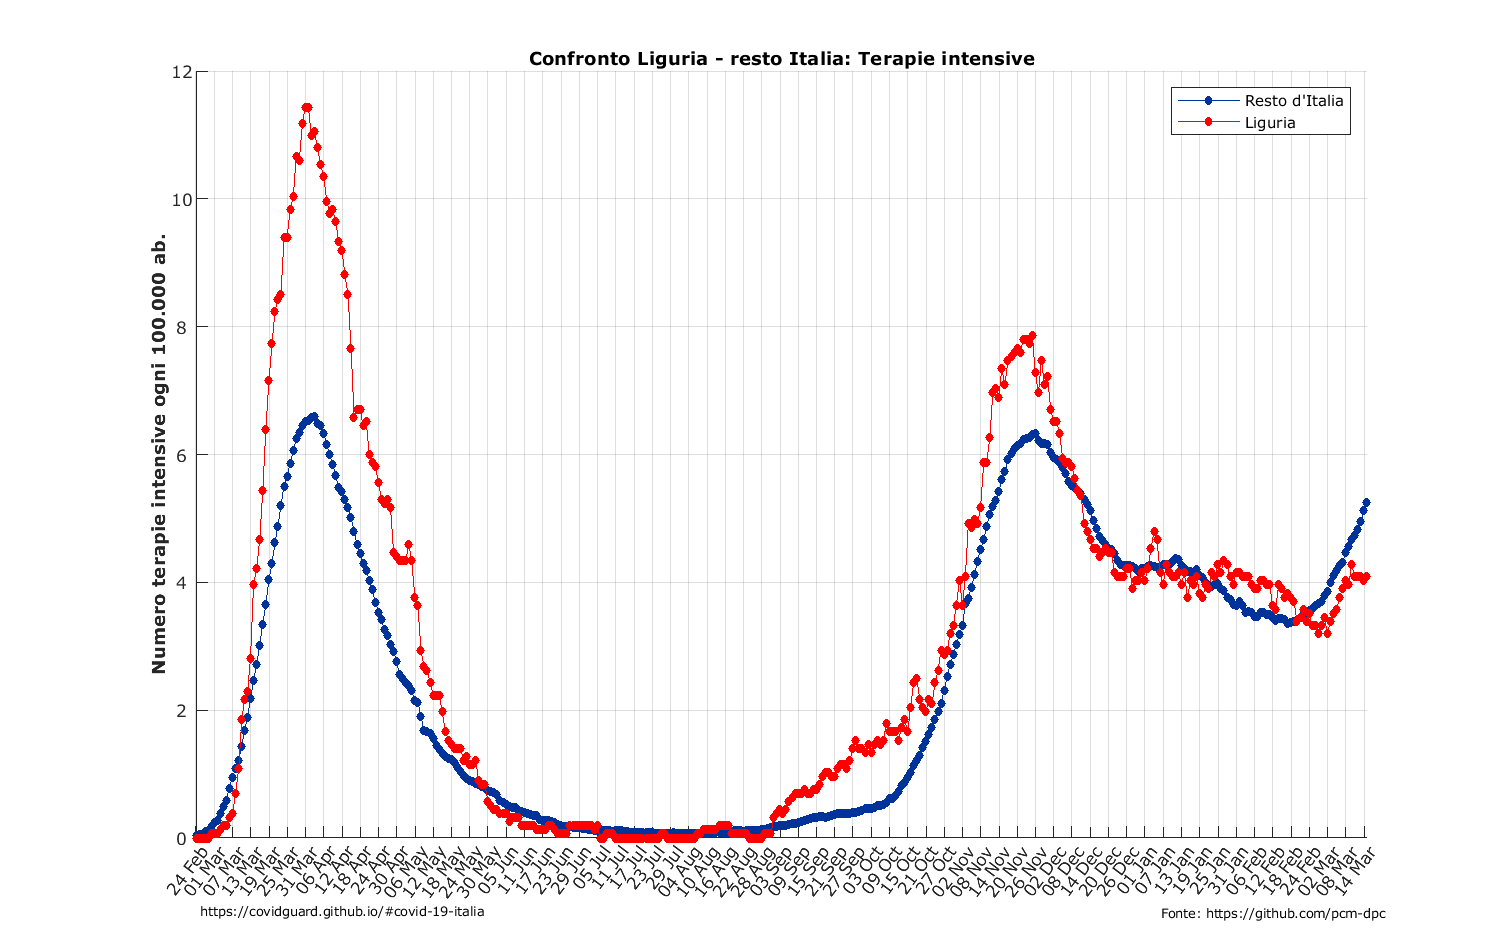 Confronto Liguria - resto Italia: Terapie intensive
Resto d'Italia
Liguria
Numero terapie intensive ogni 100.000 ab.
12
10
8
6
4
2
0
24 Feb
01 Mar
07 Mar
13 Mar
19 Mar
25 Mar
31 Mar
06 Apr
12 Apr
18 Apr
24 Apr
30 Apr
06 May
12 May
18 May
24 May
30 May
05 Jun
11 Jun
17 Jun
23 Jun
29 Jun
05 Jul
11 Jul
17 Jul
23 Jul
29 Jul
04 Aug
10 Aug
16 Aug
22 Aug
28 Aug
03 Sep
09 Sep
15 Sep
21 Sep
27 Sep
03 Oct
09 Oct
15 Oct
21 Oct
27 Oct
02 Nov
08 Nov
14 Nov
20 Nov
26 Nov
02 Dec
08 Dec
14 Dec
20 Dec
26 Dec
01 Jan
07 Jan
13 Jan
19 Jan
25 Jan
31 Jan
06 Feb
12 Feb
18 Feb
24 Feb
02 Mar
08 Mar
14 Mar
https://covidguard.github.io/#covid-19-italia
Fonte: https://github.com/pcm-dpc